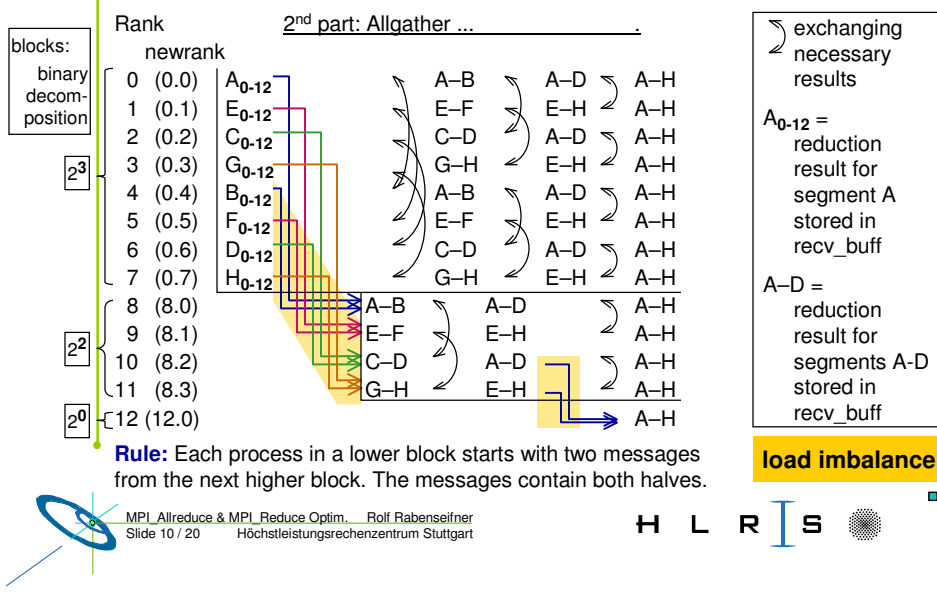 Rank 2nd part: Allgather ... .
newrank
blocks:
binary
decom-
position
0 (0.0) A0-12 A–B A–D A–H
1 (0.1) E0-12 E–F E–H A–H
2 (0.2) C0-12 C–D A–D A–H
3 (0.3) G0-12 G–H E–H A–H
2³
4 (0.4) B0-12 A–B A–D A–H
5 (0.5) F0-12 E–F E–H A–H
6 (0.6) D0-12 C–D A–D A–H
7 (0.7) H0-12 G–H E–H A–H
8 (8.0) A–B A–D A–H
9 (8.1) E–F E–H A–H
2²
10 (8.2) C–D A–D A–H
11 (8.3) G–H E–H A–H
2⁰ 12 (12.0) A–H
Rule: Each process in a lower block starts with two messages
from the next higher block. The messages contain both halves.
exchanging
necessary
results
A0-12 =
reduction
result for
segment A
stored in
recv_buff
A–D =
reduction
result for
segments A-D
stored in
recv_buff
load imbalance
MPI_Allreduce & MPI_Reduce Optim. Rolf Rabenseifner
Slide 10 / 20 Höchstleistungsrechenzentrum Stuttgart
H L R I S